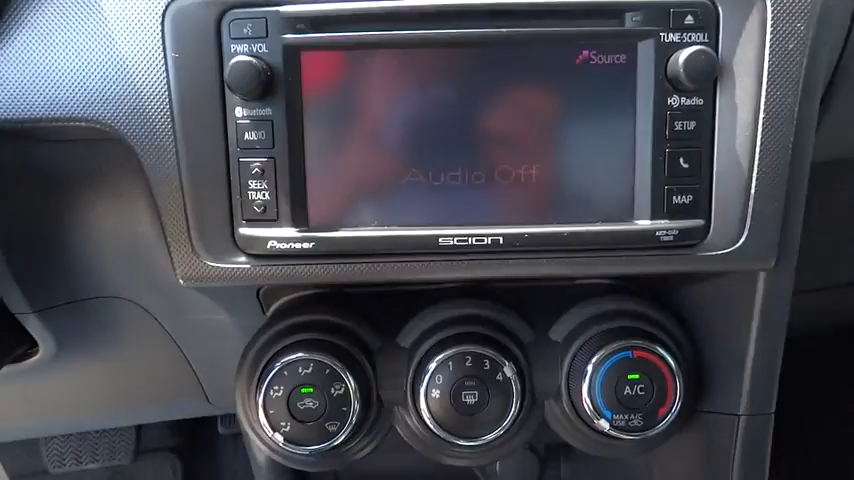 PWR·VOL
TUNE·SCROLL
Source
Bluetooth
HD Radio
AUDIO
SETUP
SEEK
TRACK
Audio Off
MAP
Pioneer
SCION
0 1 2 3 4
A/C
MAX A/C
USE